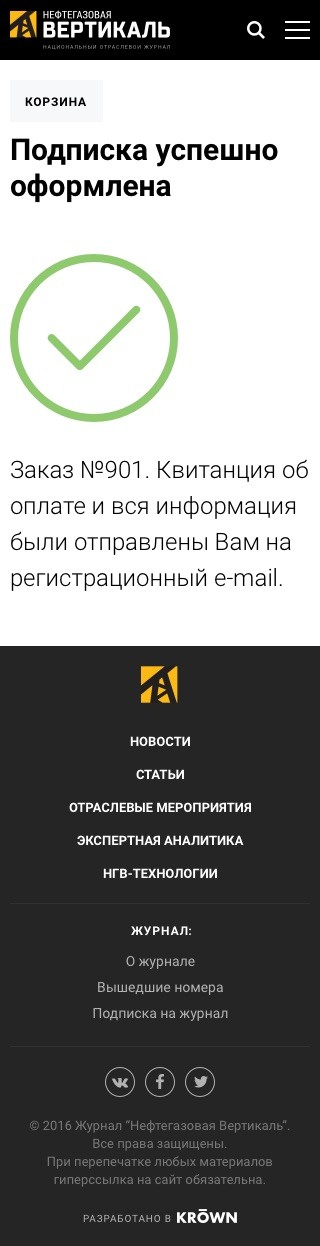 НЕФТЕГАЗОВАЯ
ВЕРТИКАЛЬ
НАЦИОНАЛЬНЫЙ ОТРАСЛЕВОЙ ЖУРНАЛ
КОРЗИНА
Подписка успешно
оформлена
Заказ №901. Квитанция об
оплате и вся информация
были отправлены Вам на
регистрационный e-mail.
НОВОСТИ
СТАТЬИ
ОТРАСЛЕВЫЕ МЕРОПРИЯТИЯ
ЭКСПЕРТНАЯ АНАЛИТИКА
НГВ-ТЕХНОЛОГИИ
ЖУРНАЛ:
О журнале
Вышедшие номера
Подписка на журнал
© 2016 Журнал “Нефтегазовая Вертикаль”.
Все права защищены.
При перепечатке любых материалов
гиперссылка на сайт обязательна.
РАЗРАБОТАНО В KRŌWN